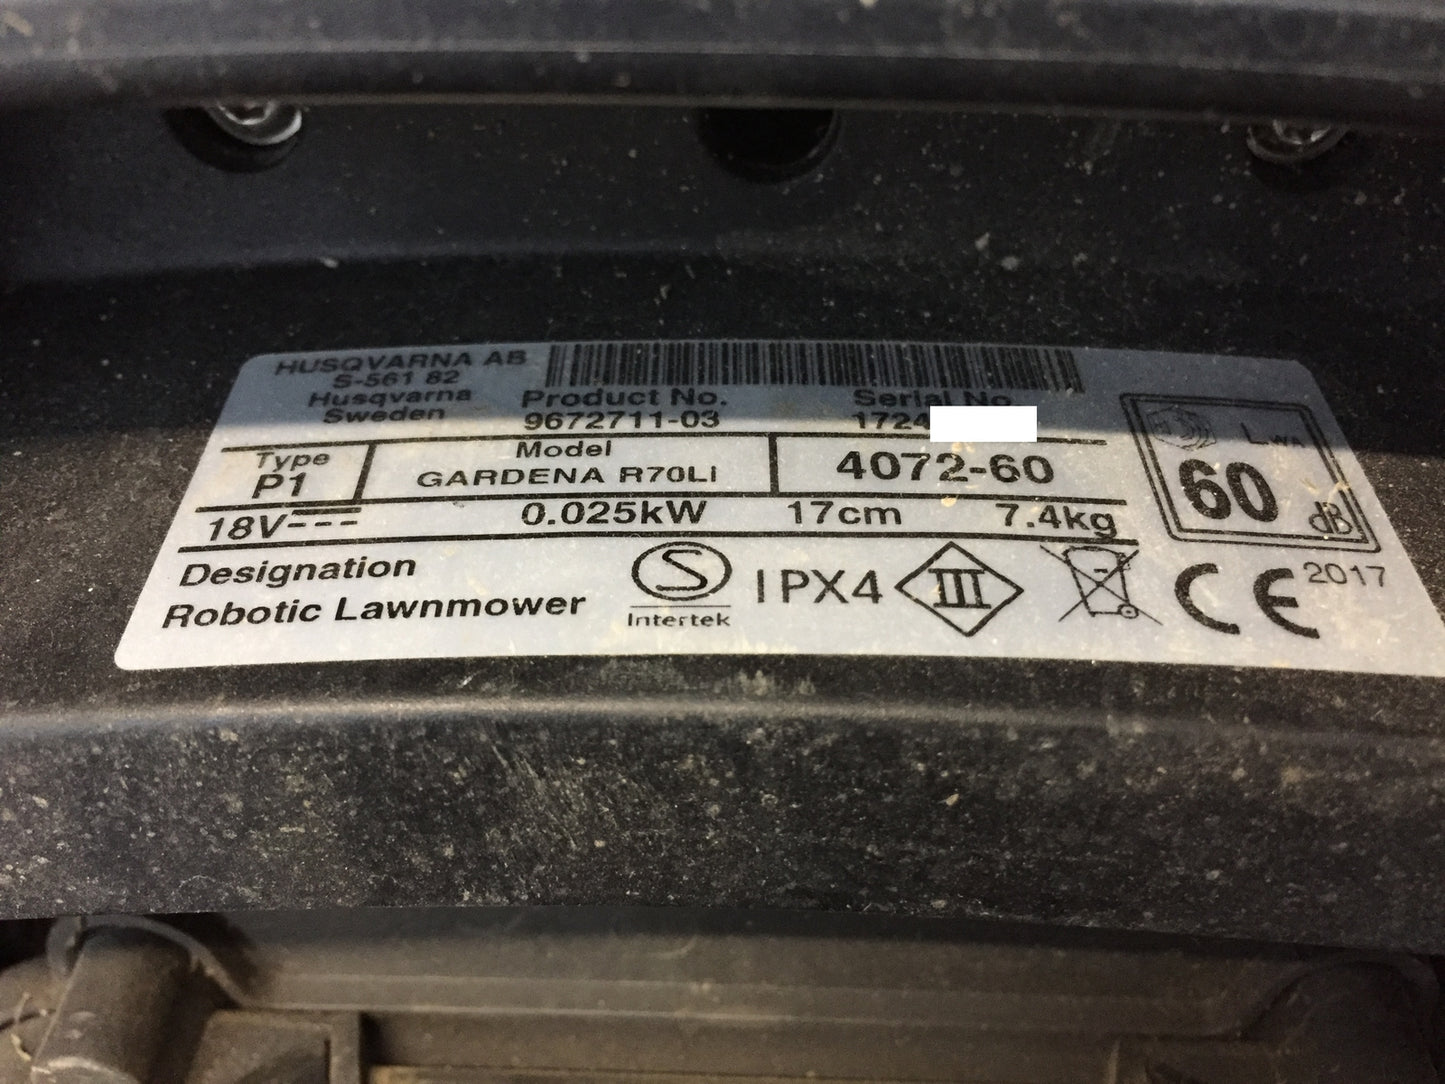 HUSQVARNA AB
S-561 82
Husqvarna
Sweden
Product No.
9672711-03
Serial No.
1724
Type
P1
Model
GARDENA R70Li
4072-60
18V
0.025kW
17cm
7.4kg
Designation
Robotic Lawnmower
S
Intertek
IPX4
III
CE
2017
LWA
60
dB